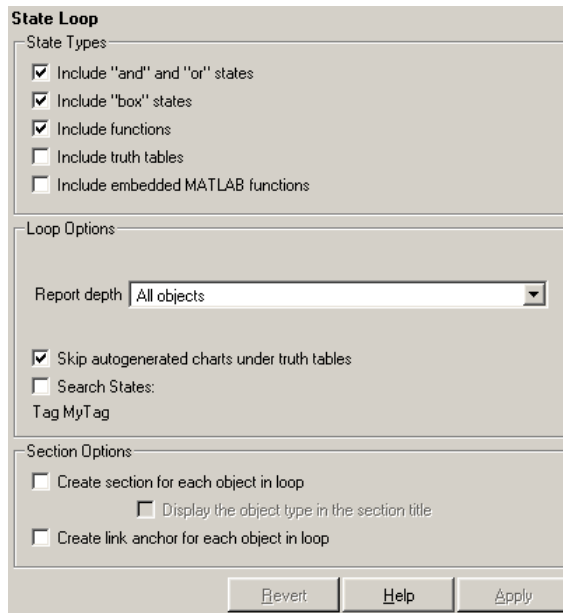 State Loop
State Types
Include "and" and "or" states
Include "box" states
Include functions
Include truth tables
Include embedded MATLAB functions
Loop Options
Report depth All objects
Skip autogenerated charts under truth tables
Search States:
Tag MyTag
Section Options
Create section for each object in loop
Display the object type in the section title
Create link anchor for each object in loop
Revert Help Apply